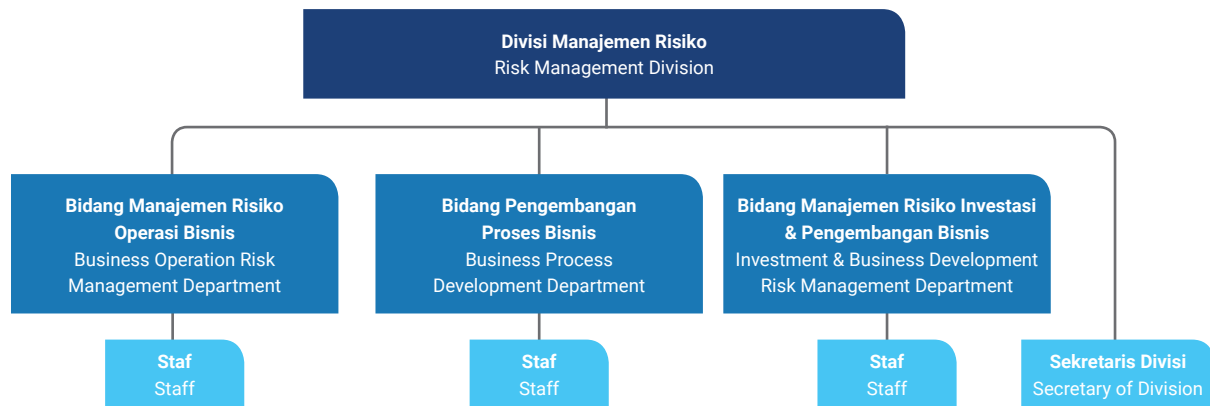 Divisi Manajemen Risiko
Risk Management Division
Bidang Manajemen Risiko
Operasi Bisnis
Business Operation Risk
Management Department
Bidang Pengembangan
Proses Bisnis
Business Process
Development Department
Bidang Manajemen Risiko Investasi
& Pengembangan Bisnis
Investment & Business Development
Risk Management Department
Staf
Staff
Staf
Staff
Staf
Staff
Sekretaris Divisi
Secretary of Division